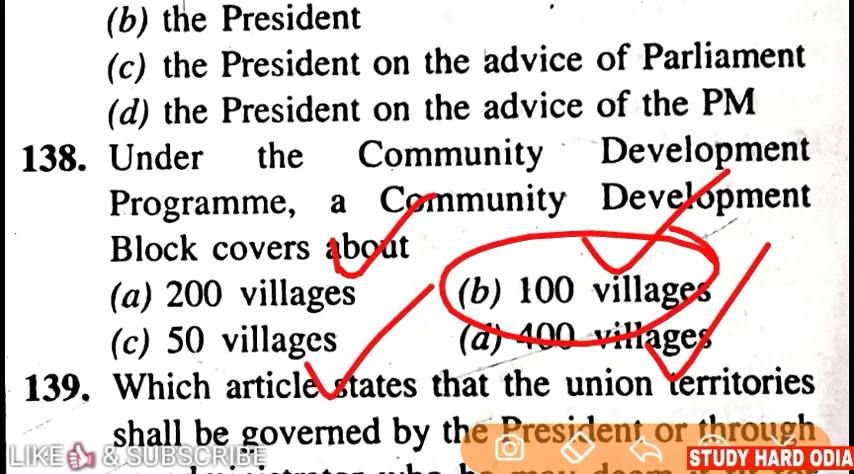 (b) the President
(c) the President on the advice of Parliament
(d) the President on the advice of the PM
138. Under the Community Development
Programme, a Community Development
Block covers about
(a) 200 villages (b) 100 villages
(c) 50 villages (d) 400 villages
139. Which article states that the union territories
shall be governed by the President or through
LIKE & SUBSCRIBE
STUDY HARD ODIA